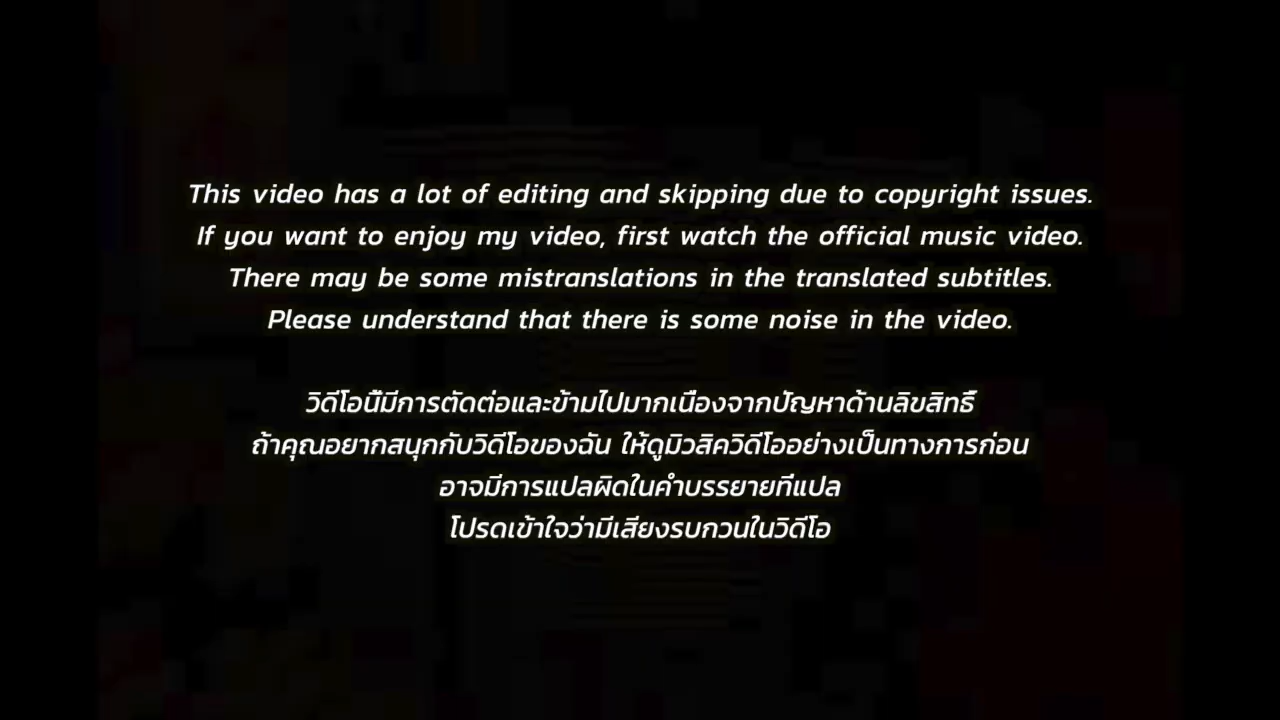 This video has a lot of editing and skipping due to copyright issues.
If you want to enjoy my video, first watch the official music video.
There may be some mistranslations in the translated subtitles.
Please understand that there is some noise in the video.
วิดีโอนี้มีการตัดต่อและข้ามไปมากเนื่องจากปัญหาด้านลิขสิทธิ์
ถ้าคุณอยากสนุกกับวิดีโอของฉัน ให้ดูมิวสิควิดีโออย่างเป็นทางการก่อน
อาจมีการแปลผิดในคำบรรยายที่แปล
โปรดเข้าใจว่ามีเสียงรบกวนในวิดีโอ